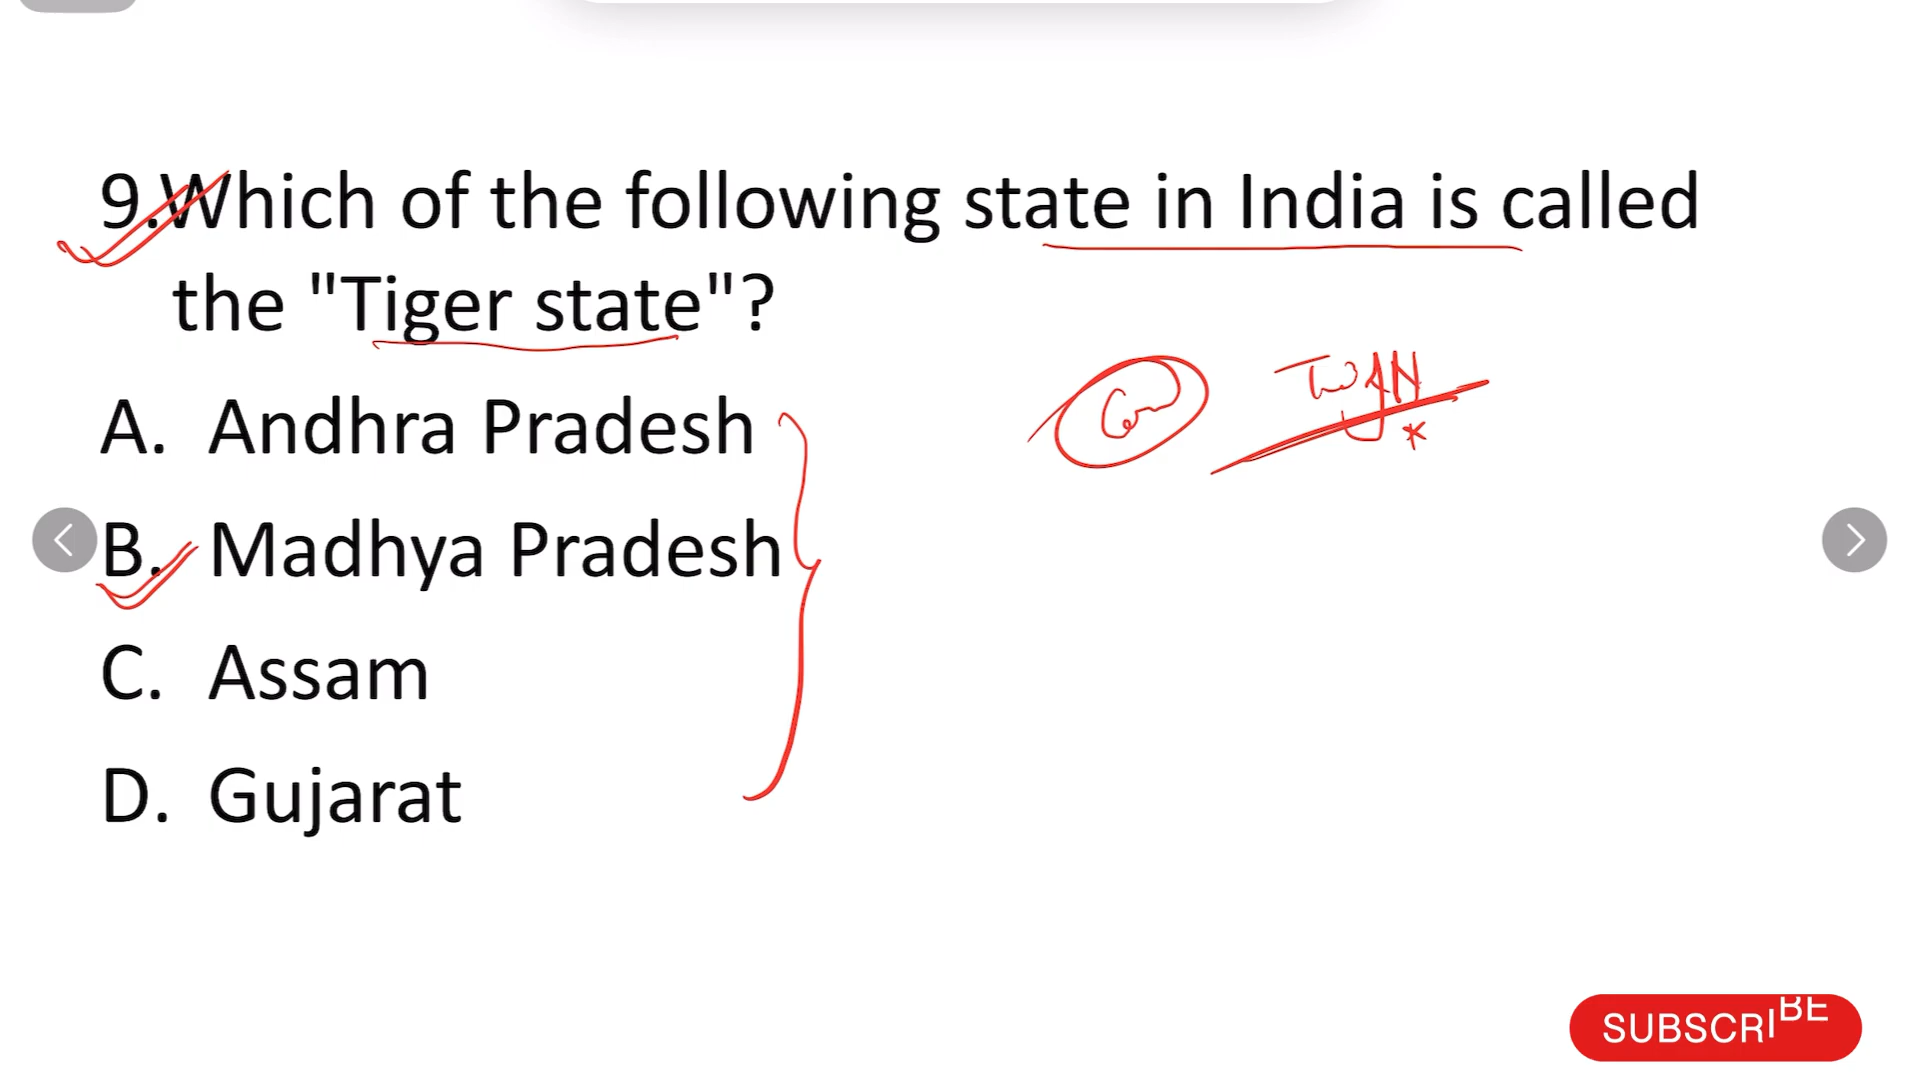 9.Which of the following state in India is called
the "Tiger state"?
A. Andhra Pradesh
B. Madhya Pradesh
C. Assam
D. Gujarat
SUBSCRIBE